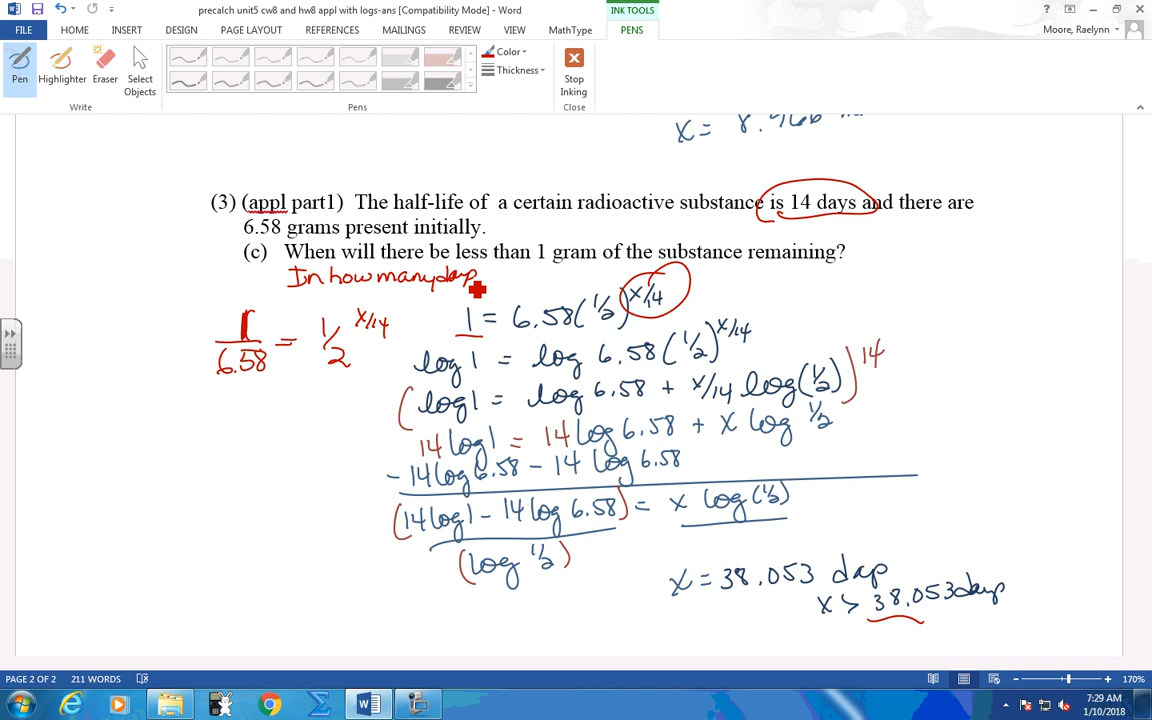 precalch unit5 cw8 and hw8 appl with logs-ans [Compatibility Mode] - Word
INK TOOLS
FILE HOME INSERT DESIGN PAGE LAYOUT REFERENCES MAILINGS REVIEW VIEW MathType PENS
Moore, Raelynn
Pen Highlighter Eraser Select Objects
Color
Thickness
Stop Inking
Write Pens Close
x = 8.966
(3) (appl part1) The half-life of a certain radioactive substance is 14 days and there are
6.58 grams present initially.
(c) When will there be less than 1 gram of the substance remaining?
In how many days
1/6.58 = 1/2^x/14
1 = 6.58(1/2)^x/14
log 1 = log 6.58(1/2)^x/14
(log 1 = log 6.58 + x/14 log(1/2))14
14 log 1 = 14 log 6.58 + x log 1/2
-14 log 6.58 - 14 log 6.58
(14 log 1 - 14 log 6.58) = x log(1/2)
(log 1/2)
x = 38.053 days
x > 38.053 days
PAGE 2 OF 2 211 WORDS 170%
7:29 AM
1/10/2018